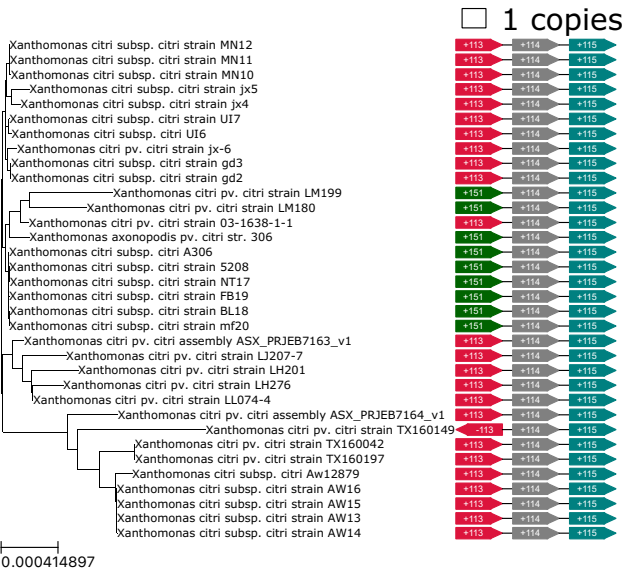 1 copies
Xanthomonas citri subsp. citri strain MN12 +113 +114 +115
Xanthomonas citri subsp. citri strain MN11 +113 +114 +115
Xanthomonas citri subsp. citri strain MN10 +113 +114 +115
Xanthomonas citri subsp. citri strain jx5 +113 +114 +115
Xanthomonas citri subsp. citri strain jx4 +113 +114 +115
Xanthomonas citri subsp. citri strain UI7 +113 +114 +115
Xanthomonas citri subsp. citri UI6 +113 +114 +115
Xanthomonas citri pv. citri strain jx-6 +113 +114 +115
Xanthomonas citri subsp. citri strain gd3 +113 +114 +115
Xanthomonas citri subsp. citri strain gd2 +113 +114 +115
Xanthomonas citri pv. citri strain LM199 +151 +114 +115
Xanthomonas citri pv. citri strain LM180 +151 +114 +115
Xanthomonas citri pv. citri strain 03-1638-1-1 +113 +114 +115
Xanthomonas axonopodis pv. citri str. 306 +151 +114 +115
Xanthomonas citri subsp. citri A306 +151 +114 +115
Xanthomonas citri subsp. citri strain 5208 +151 +114 +115
Xanthomonas citri subsp. citri strain NT17 +151 +114 +115
Xanthomonas citri subsp. citri strain FB19 +151 +114 +115
Xanthomonas citri subsp. citri strain BL18 +151 +114 +115
Xanthomonas citri subsp. citri strain mf20 +151 +114 +115
Xanthomonas citri pv. citri assembly ASX_PRJEB7163_v1 +113 +114 +115
Xanthomonas citri pv. citri strain LJ207-7 +113 +114 +115
Xanthomonas citri pv. citri strain LH201 +113 +114 +115
Xanthomonas citri pv. citri strain LH276 +113 +114 +115
Xanthomonas citri pv. citri strain LL074-4 +113 +114 +115
Xanthomonas citri pv. citri assembly ASX_PRJEB7164_v1 +113 +114 +115
Xanthomonas citri pv. citri strain TX160149 -113 +114 +115
Xanthomonas citri pv. citri strain TX160042 +113 +114 +115
Xanthomonas citri pv. citri strain TX160197 +113 +114 +115
Xanthomonas citri subsp. citri Aw12879 +113 +114 +115
Xanthomonas citri subsp. citri strain AW16 +113 +114 +115
Xanthomonas citri subsp. citri strain AW15 +113 +114 +115
Xanthomonas citri subsp. citri strain AW13 +113 +114 +115
Xanthomonas citri subsp. citri strain AW14 +113 +114 +115
0.000414897